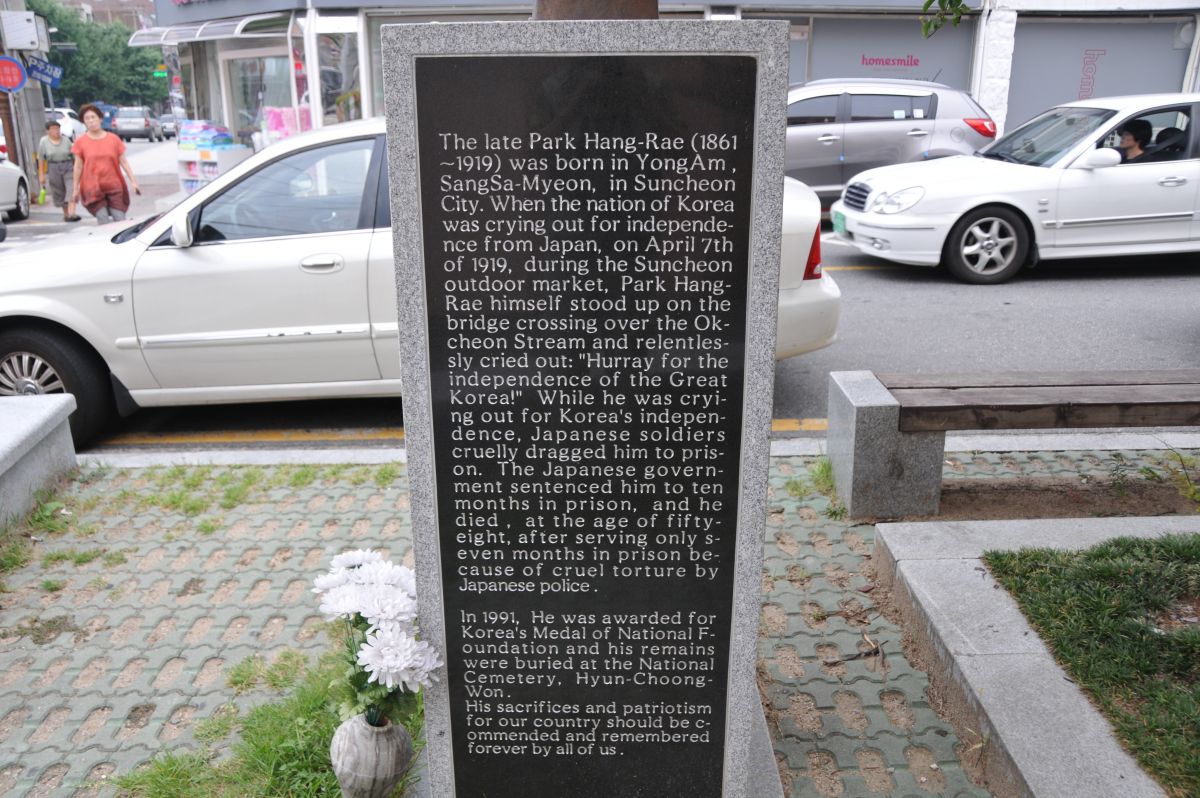 homesmile
The late Park Hang-Rae (1861
~1919) was born in YongAm,
SangSa-Myeon, in Suncheon
City. When the nation of Korea
was crying out for independe-
nce from Japan, on April 7th
of 1919, during the Suncheon
outdoor market, Park Hang-
Rae himself stood up on the
bridge crossing over the Ok-
cheon Stream and relentles-
sly cried out: "Hurray for the
independence of the Great
Korea!" While he was cryi-
ng out for Korea's indepen-
dence, Japanese soldiers
cruelly dragged him to pris-
on. The Japanese govern-
ment sentenced him to ten
months in prison, and he
died, at the age of fifty-
eight, after serving only s-
even months in prison be-
cause of cruel torture by
Japanese police.
In 1991, He was awarded for
Korea's Medal of National F-
oundation and his remains
were buried at the National
Cemetery, Hyun-Choong-
Won.
His sacrifices and patriotism
for our country should be c-
ommended and remembered
forever by all of us.